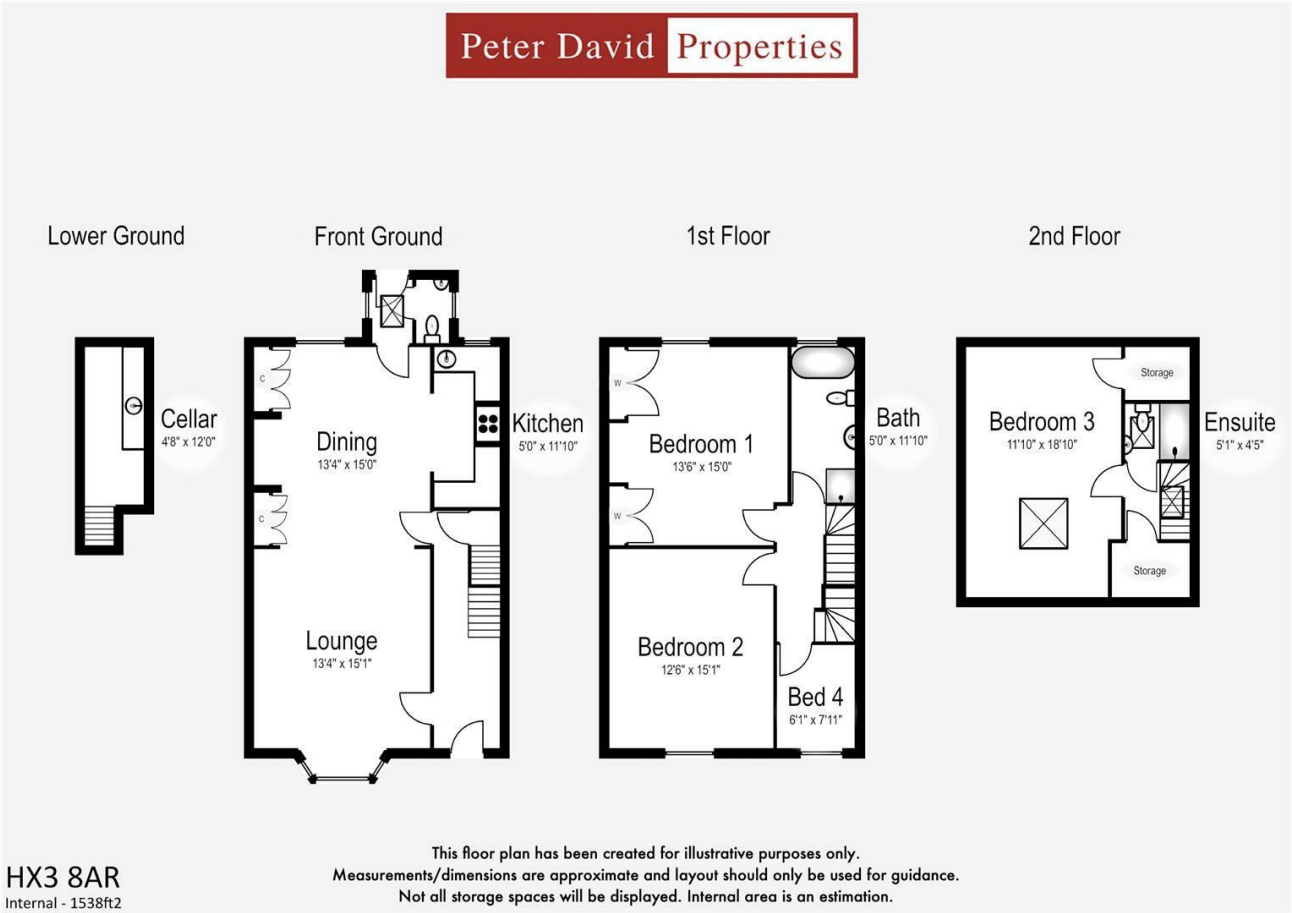 Peter David Properties
Lower Ground
Front Ground
1st Floor
2nd Floor
Cellar
4'8" x 12'0"
C
Dining
13'4" x 15'0"
C
Kitchen
5'0" x 11'10"
Lounge
13'4" x 15'1"
W
Bedroom 1
13'6" x 15'0"
W
Bath
5'0" x 11'10"
Bedroom 2
12'6" x 15'1"
Bed 4
6'1" x 7'11"
Storage
Bedroom 3
11'10" x 18'10"
Ensuite
5'1" x 4'5"
Storage
This floor plan has been created for illustrative purposes only.
Measurements/dimensions are approximate and layout should only be used for guidance.
Not all storage spaces will be displayed. Internal area is an estimation.
HX3 8AR
Internal - 1538ft2